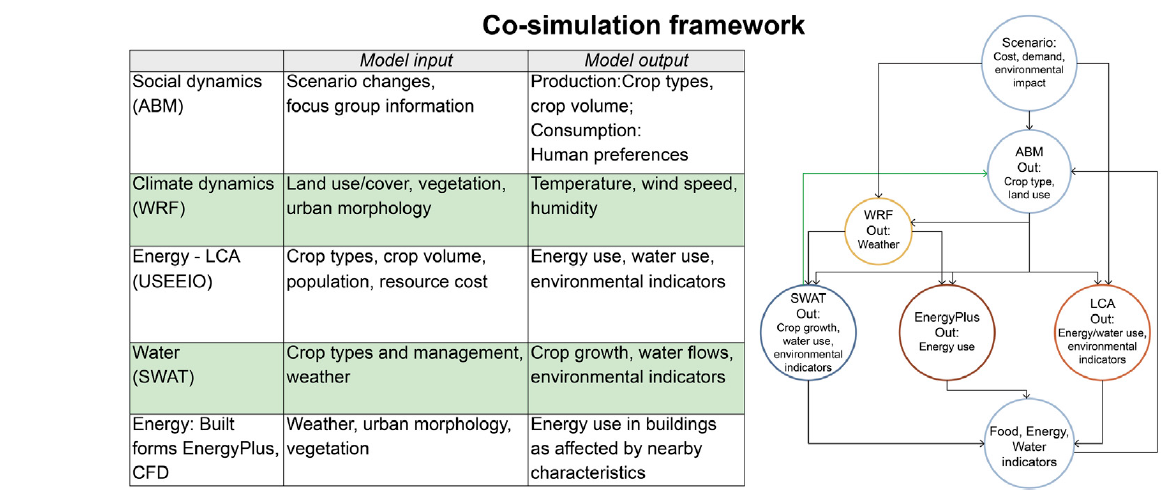 Co-simulation framework
Model input
Model output
Social dynamics
(ABM)
Scenario changes,
focus group information
Production:Crop types,
crop volume;
Consumption:
Human preferences
Climate dynamics
(WRF)
Land use/cover, vegetation,
urban morphology
Temperature, wind speed,
humidity
Energy - LCA
(USEEIO)
Crop types, crop volume,
population, resource cost
Energy use, water use,
environmental indicators
Water
(SWAT)
Crop types and management,
weather
Crop growth, water flows,
environmental indicators
Energy: Built
forms EnergyPlus,
CFD
Weather, urban morphology,
vegetation
Energy use in buildings
as affected by nearby
characteristics
Scenario:
Cost, demand,
environmental
impact
ABM
Out:
Crop type,
land use
WRF
Out:
Weather
SWAT
Out:
Crop growth,
water use,
environmental
indicators
EnergyPlus
Out:
Energy use
LCA
Out:
Energy/water use,
environmental
indicators
Food, Energy,
Water
indicators